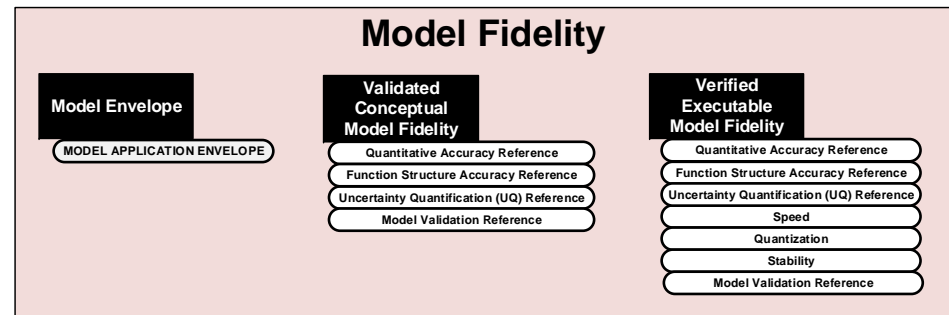 Model Fidelity
Model Envelope
MODEL APPLICATION ENVELOPE
Validated
Conceptual
Model Fidelity
Quantitative Accuracy Reference
Function Structure Accuracy Reference
Uncertainty Quantification (UQ) Reference
Model Validation Reference
Verified
Executable
Model Fidelity
Quantitative Accuracy Reference
Function Structure Accuracy Reference
Uncertainty Quantification (UQ) Reference
Speed
Quantization
Stability
Model Validation Reference